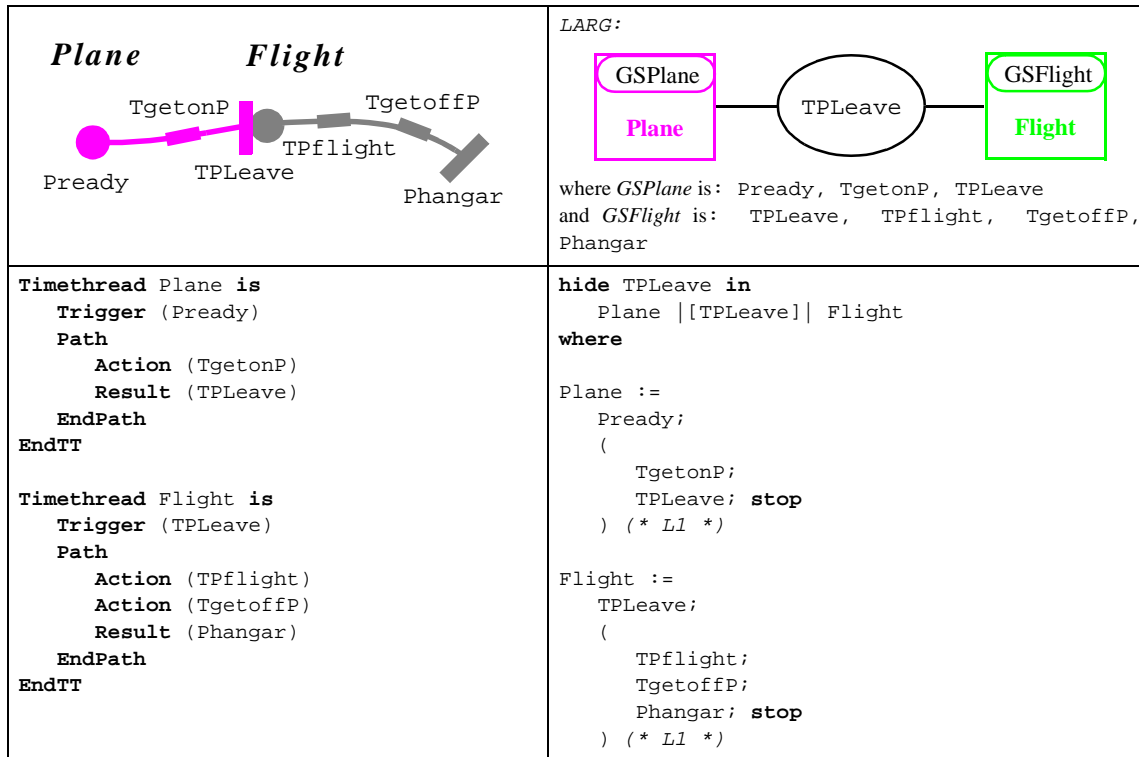 Plane Flight
TgetonP TgetoffP
TPflight
Pready TPLeave
Phangar
LARG:
GSPlane GSFlight
TPLeave
Plane Flight
where GSPlane is: Pready, TgetonP, TPLeave
and GSFlight is: TPLeave, TPflight, TgetoffP,
Phangar
Timethread Plane is
Trigger (Pready)
Path
Action (TgetonP)
Result (TPLeave)
EndPath
EndTT
Timethread Flight is
Trigger (TPLeave)
Path
Action (TPflight)
Action (TgetoffP)
Result (Phangar)
EndPath
EndTT
hide TPLeave in
Plane |[TPLeave]| Flight
where
Plane :=
Pready;
(
TgetonP;
TPLeave; stop
) (* L1 *)
Flight :=
TPLeave;
(
TPflight;
TgetoffP;
Phangar; stop
) (* L1 *)